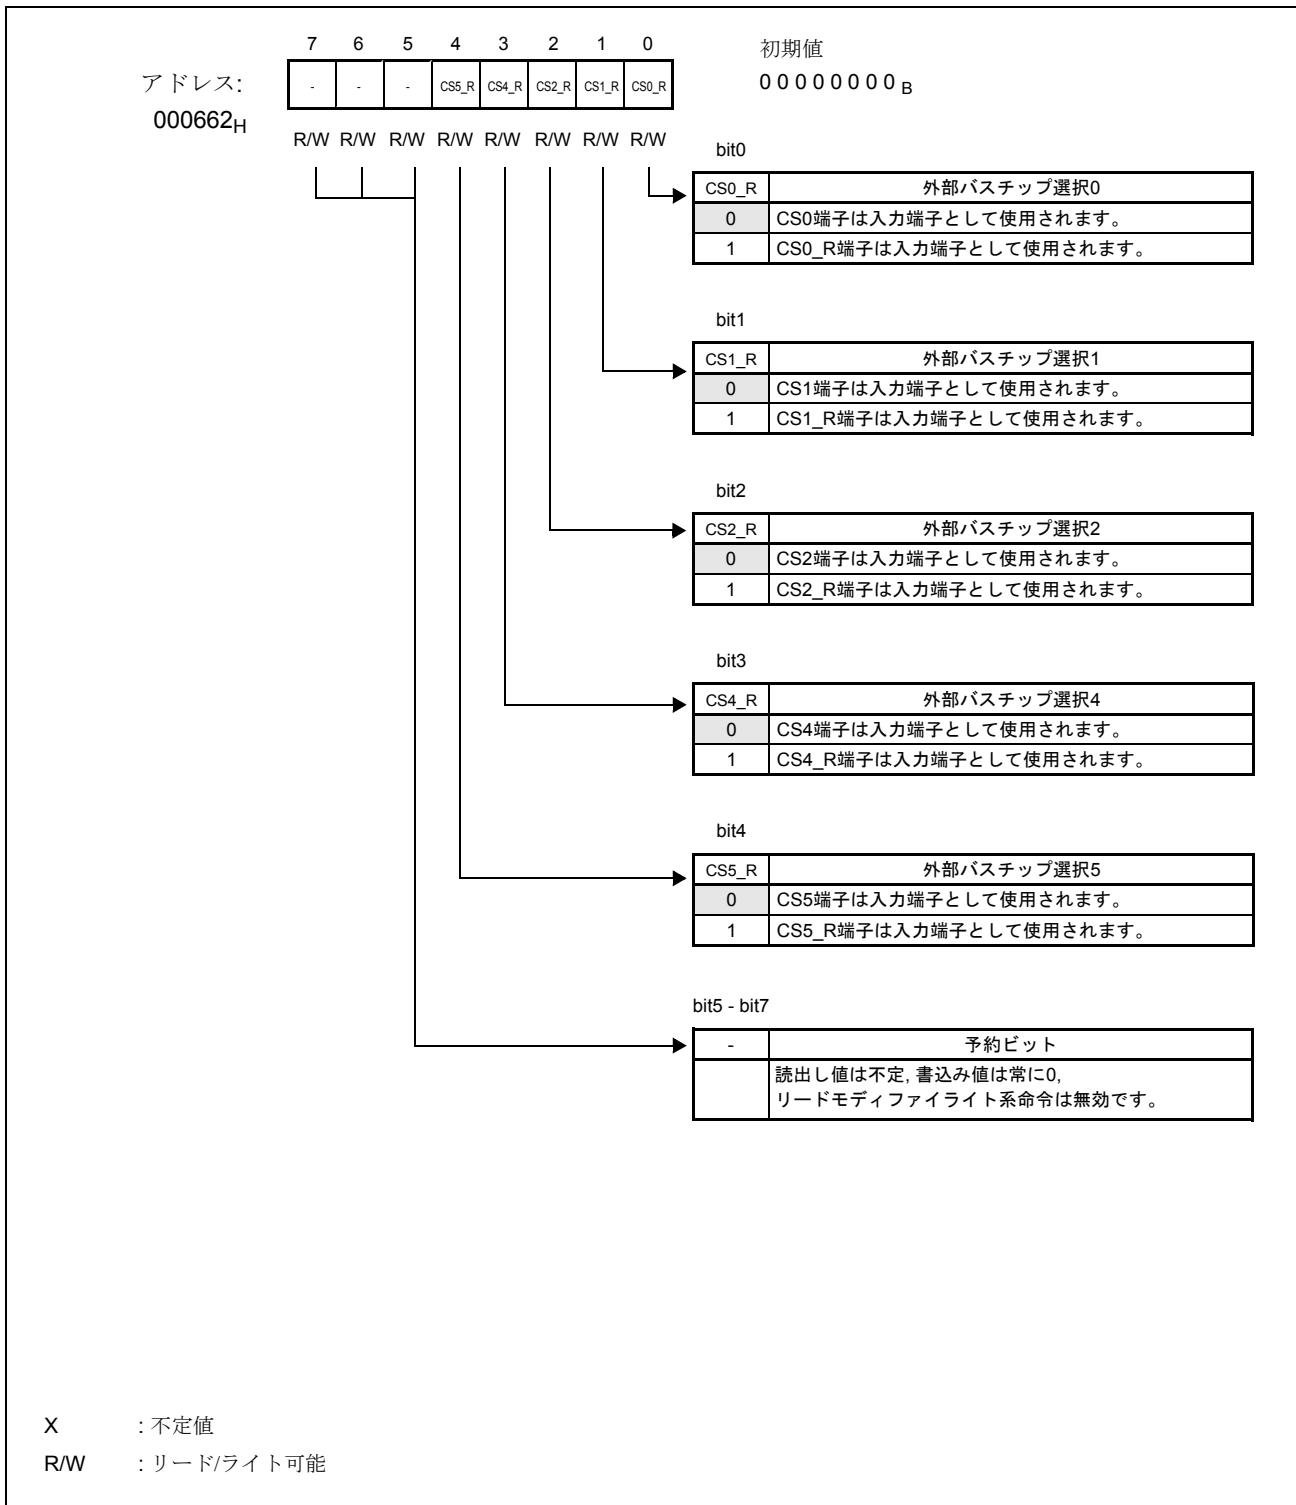 7 6 5 4 3 2 1 0
初期値
アドレス:
- - - CS5_R CS4_R CS2_R CS1_R CS0_R
0 0 0 0 0 0 0 0 B
000662H
R/W R/W R/W R/W R/W R/W R/W R/W
bit0
CS0_R 外部バスチップ選択0
0 CS0端子は入力端子として使用されます。
1 CS0_R端子は入力端子として使用されます。
bit1
CS1_R 外部バスチップ選択1
0 CS1端子は入力端子として使用されます。
1 CS1_R端子は入力端子として使用されます。
bit2
CS2_R 外部バスチップ選択2
0 CS2端子は入力端子として使用されます。
1 CS2_R端子は入力端子として使用されます。
bit3
CS4_R 外部バスチップ選択4
0 CS4端子は入力端子として使用されます。
1 CS4_R端子は入力端子として使用されます。
bit4
CS5_R 外部バスチップ選択5
0 CS5端子は入力端子として使用されます。
1 CS5_R端子は入力端子として使用されます。
bit5 - bit7
- 予約ビット
読出し値は不定, 書込み値は常に0,
リードモディファイライト系命令は無効です。
X : 不定値
R/W : リード/ライト可能